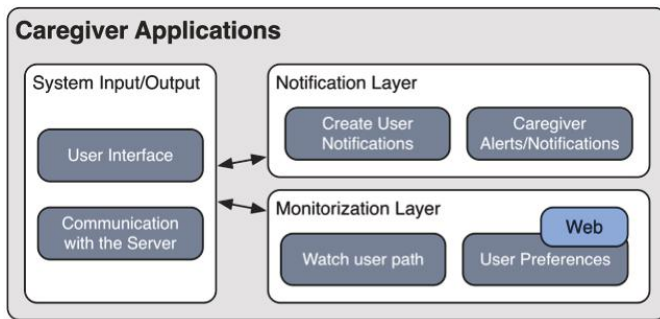 Caregiver Applications
System Input/Output
User Interface
Communication
with the Server
Notification Layer
Create User
Notifications
Caregiver
Alerts/Notifications
Monitorization Layer
Watch user path
Web
User Preferences